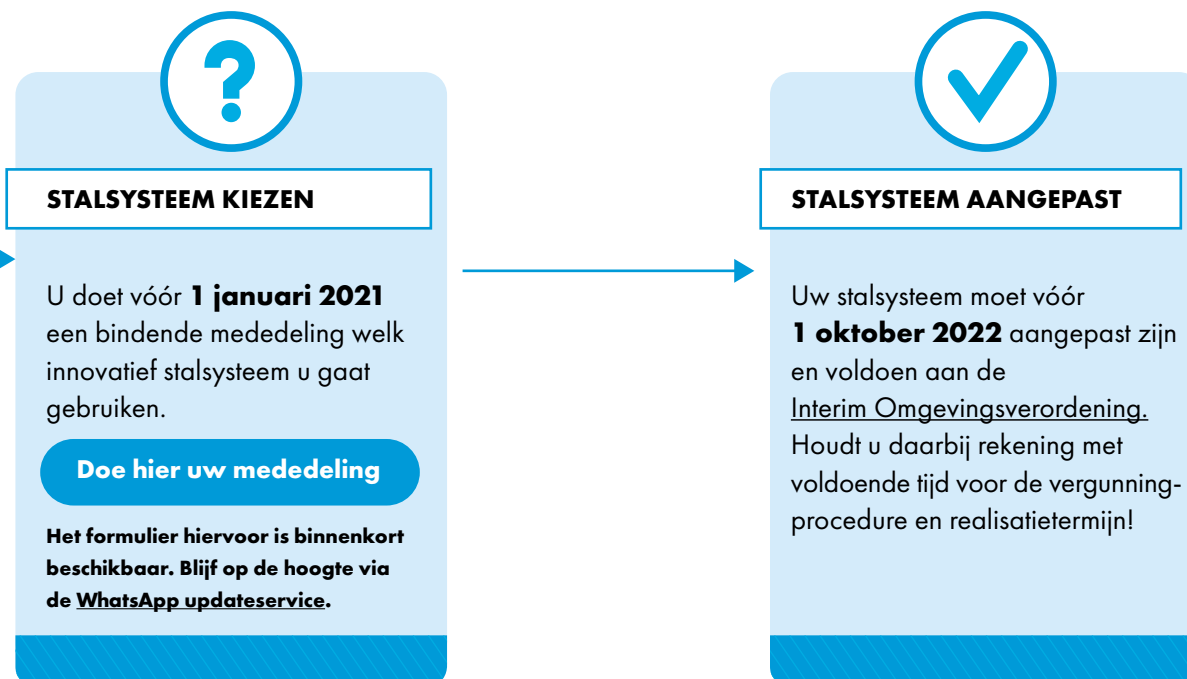 ?
STALSYSTEEM KIEZEN
U doet vóór 1 januari 2021
een bindende mededeling welk
innovatief stalsysteem u gaat
gebruiken.
Doe hier uw mededeling
Het formulier hiervoor is binnenkort
beschikbaar. Blijf op de hoogte via
de WhatsApp updateservice.
STALSYSTEEM AANGEPAST
Uw stalsysteem moet vóór
1 oktober 2022 aangepast zijn
en voldoen aan de
Interim Omgevingsverordening.
Houdt u daarbij rekening met
voldoende tijd voor de vergunning-
procedure en realisatietermijn!